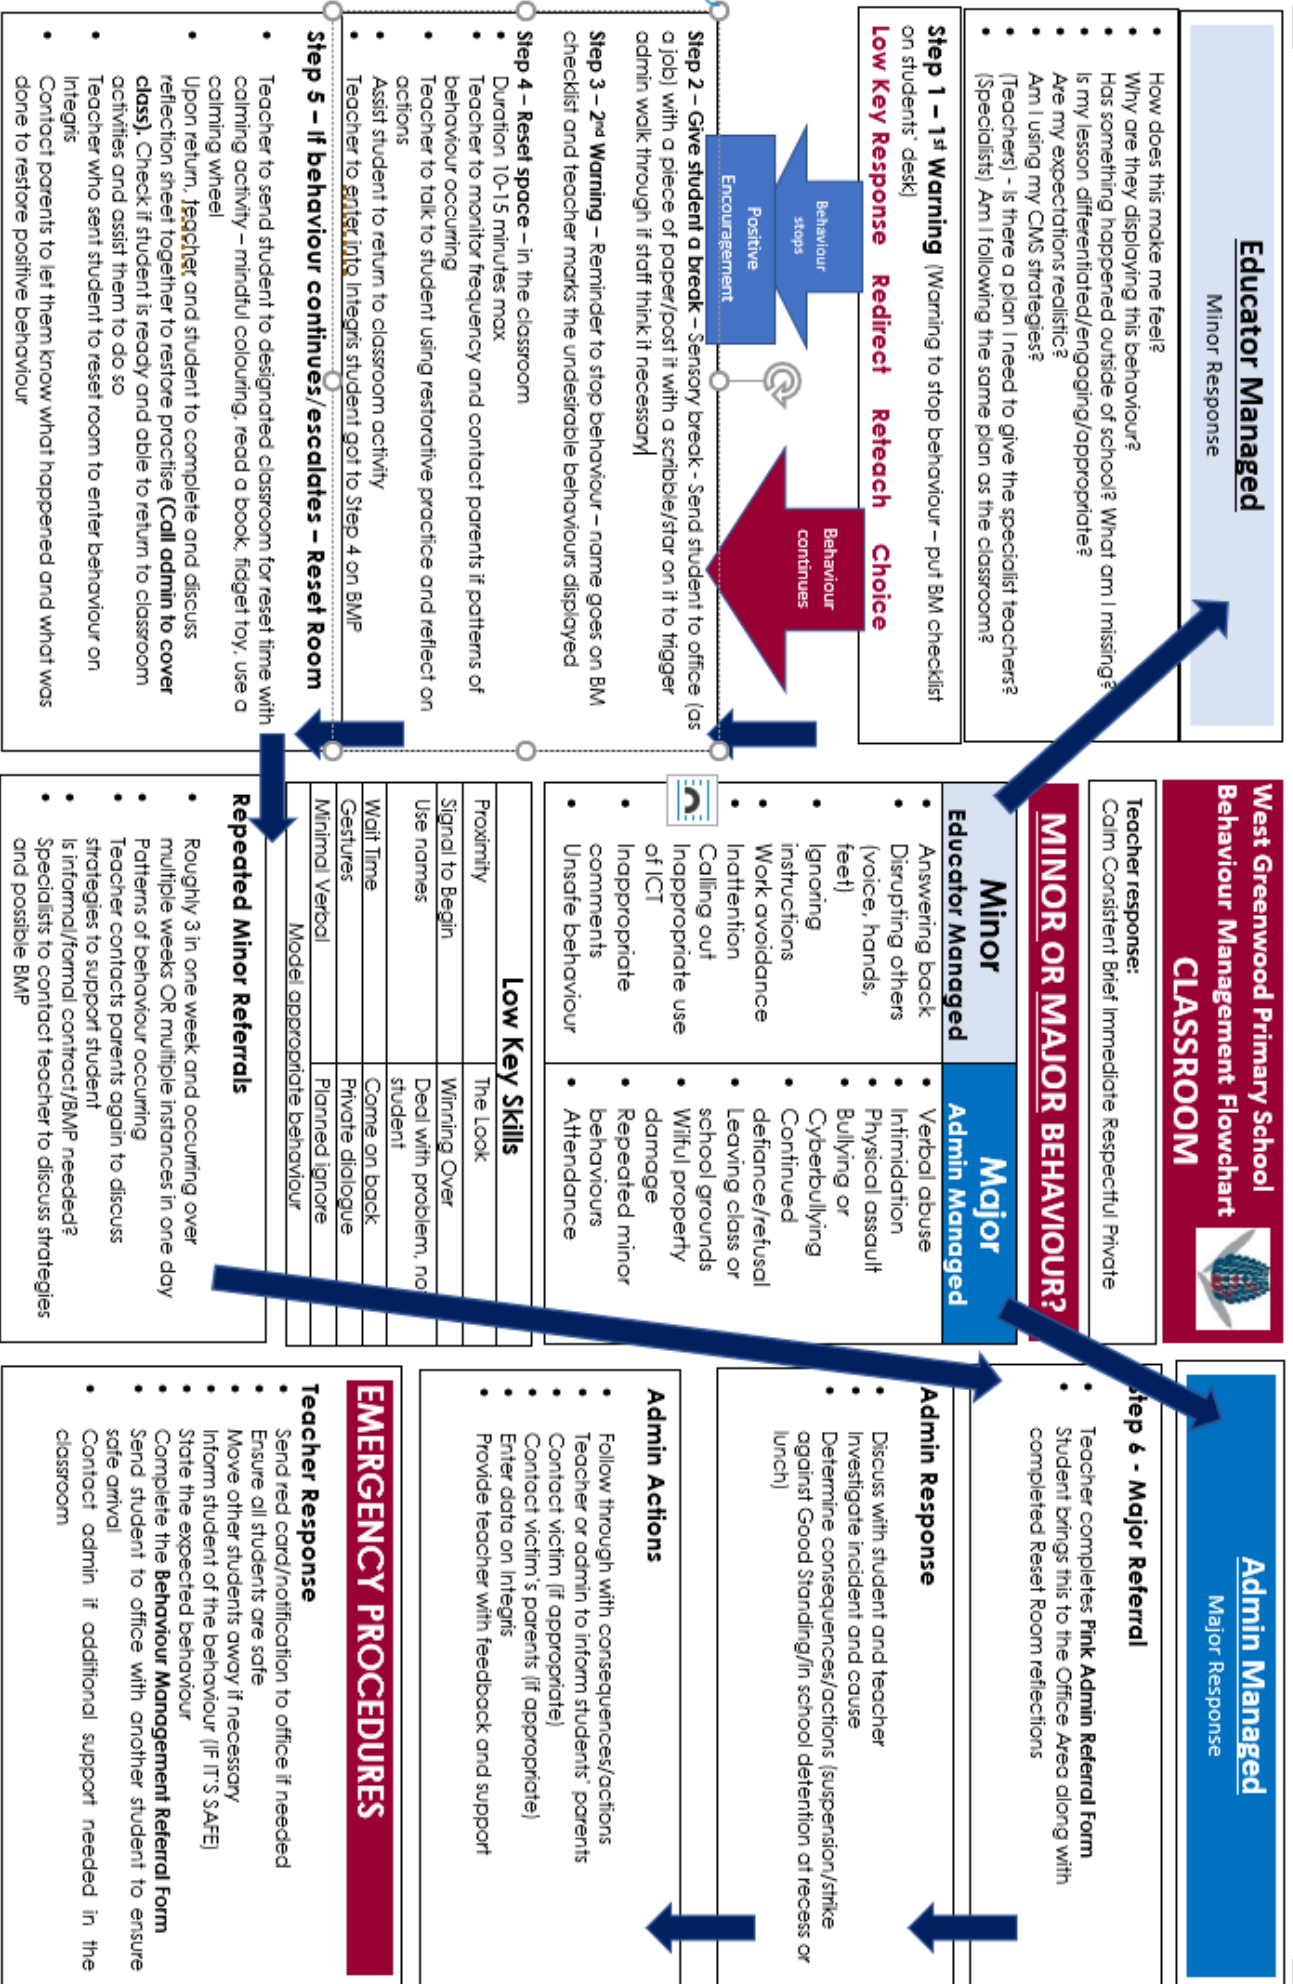 Educator Managed
Minor Response
• How does this make me feel?
• Why are they displaying this behaviour?
• Has something happened outside of school? What am I missing?
• Is my lesson differentiated/engaging/appropriate?
• Are my expectations realistic?
• Am I using my CMS strategies?
• (Teachers) - Is there a plan I need to give the specialist teachers?
(Specialists) Am I following the same plan as the classroom?
Step 1 – 1st Warning (Warning to stop behaviour – put BM checklist
on students' desk)
Low Key Response Redirect Reteach Choice
Behaviour
stops
Positive
Encouragement
Behaviour
continues
Step 2 – Give student a break – Sensory break - Send student to office (as
a job) with a piece of paper/post it with a scribble/star on it to trigger
admin walk through if staff think it necessary
Step 3 – 2nd Warning – Reminder to stop behaviour – name goes on BM
checklist and teacher marks the undesirable behaviours displayed
Step 4 – Reset space – in the classroom
• Duration 10-15 minutes max
• Teacher to monitor frequency and contact parents if patterns of
behaviour occurring
• Teacher to talk to student using restorative practice and reflect on
actions
• Assist student to return to classroom activity
• Teacher to enter into Integris student got to Step 4 on BMP
Step 5 – If behaviour continues/escalates – Reset Room
• Teacher to send student to designated classroom for reset time with
calming activity – mindful colouring, read a book, fidget toy, use a
calming wheel
• Upon return, teacher and student to complete and discuss
reflection sheet together to restore practise (Call admin to cover
class). Check if student is ready and able to return to classroom
activities and assist them to do so
• Teacher who sent student to reset room to enter behaviour on
Integris
• Contact parents to let them know what happened and what was
done to restore positive behaviour
West Greenwood Primary School
Behaviour Management Flowchart
CLASSROOM
Teacher response:
Calm Consistent Brief Immediate Respectful Private
MINOR OR MAJOR BEHAVIOUR?
Minor
Educator Managed
• Answering back
• Disrupting others
(voice, hands,
feet)
• Ignoring
instructions
• Work avoidance
• Inattention
• Calling out
• Inappropriate use
of ICT
• Inappropriate
comments
• Unsafe behaviour
Major
Admin Managed
• Verbal abuse
• Intimidation
• Physical assault
• Bullying or
Cyberbullying
• Continued
defiance/refusal
• Leaving class or
school grounds
• Wilful property
damage
• Repeated minor
behaviours
• Attendance
Low Key Skills
Proximity The Look
Signal to Begin Winning Over
Use names Deal with problem, no
student
Wait Time Come on back
Gestures Private dialogue
Minimal Verbal Planned ignore
Model appropriate behaviour
Repeated Minor Referrals
• Roughly 3 in one week and occurring over
multiple weeks OR multiple instances in one day
• Patterns of behaviour occurring
• Teacher contacts parents again to discuss
strategies to support student
• Is informal/formal contract/BMP needed?
• Specialists to contact teacher to discuss strategies
and possible BMP
Admin Managed
Major Response
Step 6 - Major Referral
• Teacher completes Pink Admin Referral Form
• Student brings this to the Office Area along with
completed Reset Room reflections
Admin Response
• Discuss with student and teacher
• Investigate incident and cause
• Determine consequences/actions (suspension/strike
against Good Standing/in school detention at recess or
lunch)
Admin Actions
• Follow through with consequences/actions
• Teacher or admin to inform students' parents
• Contact victim (if appropriate)
• Contact victim's parents (if appropriate)
• Enter data on Integris
• Provide teacher with feedback and support
EMERGENCY PROCEDURES
Teacher Response
• Send red card/notification to office if needed
• Ensure all students are safe
• Move other students away if necessary
• Inform student of the behaviour (IF IT'S SAFE)
• State the expected behaviour
• Complete the Behaviour Management Referral Form
• Send student to office with another student to ensure
safe arrival
• Contact admin if additional support needed in the
classroom